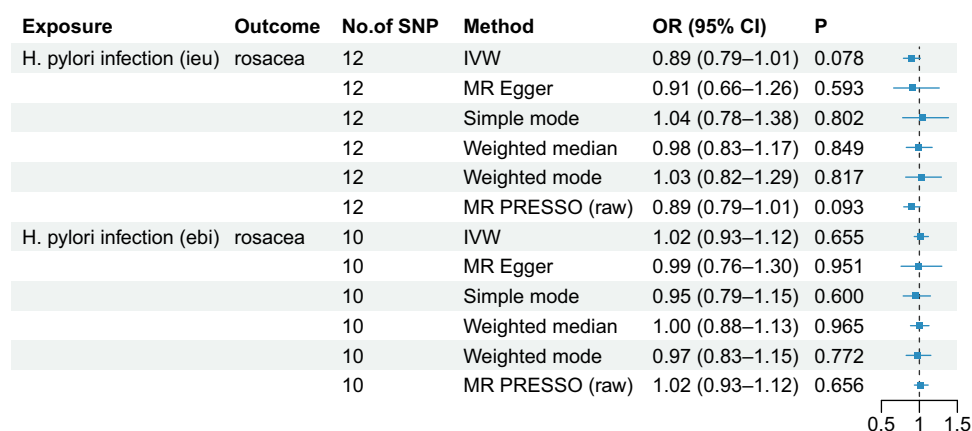 Exposure Outcome No.of SNP Method OR (95% CI) P
H. pylori infection (ieu) rosacea 12 IVW 0.89 (0.79–1.01) 0.078
12 MR Egger 0.91 (0.66–1.26) 0.593
12 Simple mode 1.04 (0.78–1.38) 0.802
12 Weighted median 0.98 (0.83–1.17) 0.849
12 Weighted mode 1.03 (0.82–1.29) 0.817
12 MR PRESSO (raw) 0.89 (0.79–1.01) 0.093
H. pylori infection (ebi) rosacea 10 IVW 1.02 (0.93–1.12) 0.655
10 MR Egger 0.99 (0.76–1.30) 0.951
10 Simple mode 0.95 (0.79–1.15) 0.600
10 Weighted median 1.00 (0.88–1.13) 0.965
10 Weighted mode 0.97 (0.83–1.15) 0.772
10 MR PRESSO (raw) 1.02 (0.93–1.12) 0.656
0.5 1 1.5